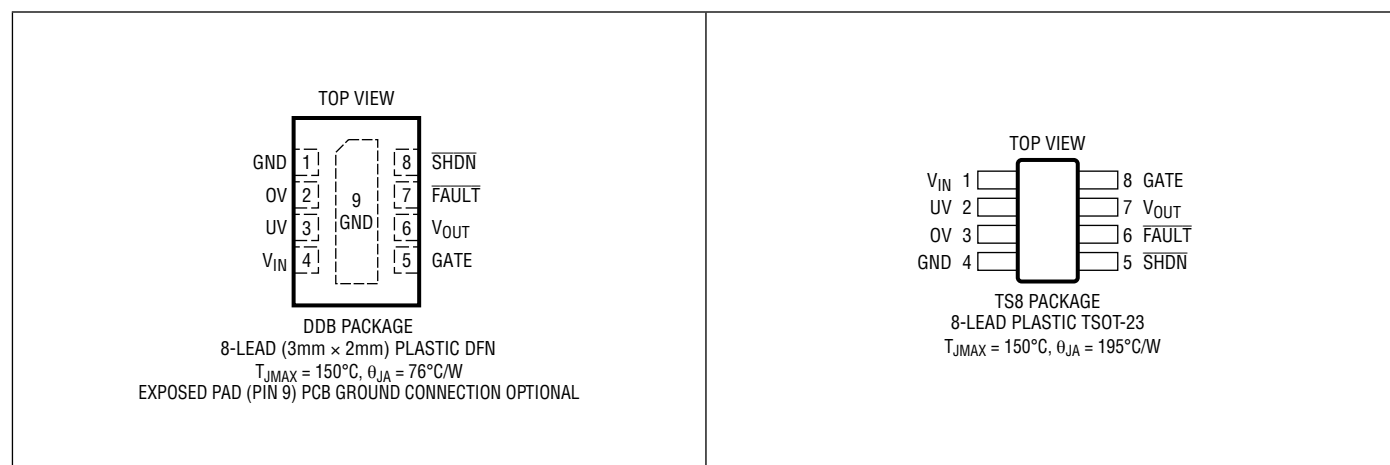 TOP VIEW
GND 1
OV 2
UV 3
VIN 4
9
GND
8 SHDN
7 FAULT
6 VOUT
5 GATE
DDB PACKAGE
8-LEAD (3mm × 2mm) PLASTIC DFN
TJMAX = 150°C, θJA = 76°C/W
EXPOSED PAD (PIN 9) PCB GROUND CONNECTION OPTIONAL
TOP VIEW
VIN 1
UV 2
OV 3
GND 4
8 GATE
7 VOUT
6 FAULT
5 SHDN
TS8 PACKAGE
8-LEAD PLASTIC TSOT-23
TJMAX = 150°C, θJA = 195°C/W